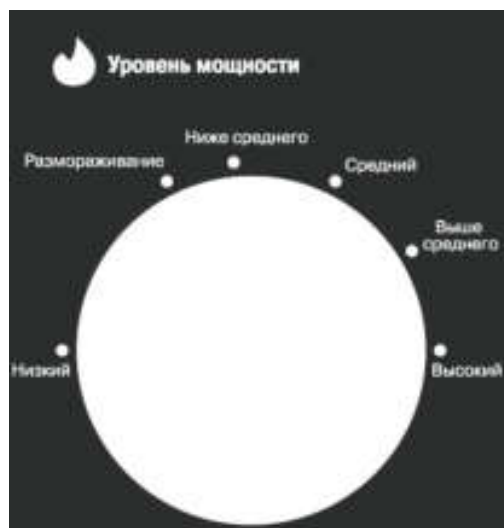 Уровень мощности
Ниже среднего
Размораживание
Средний
Выше
среднего
Низкий
Высокий